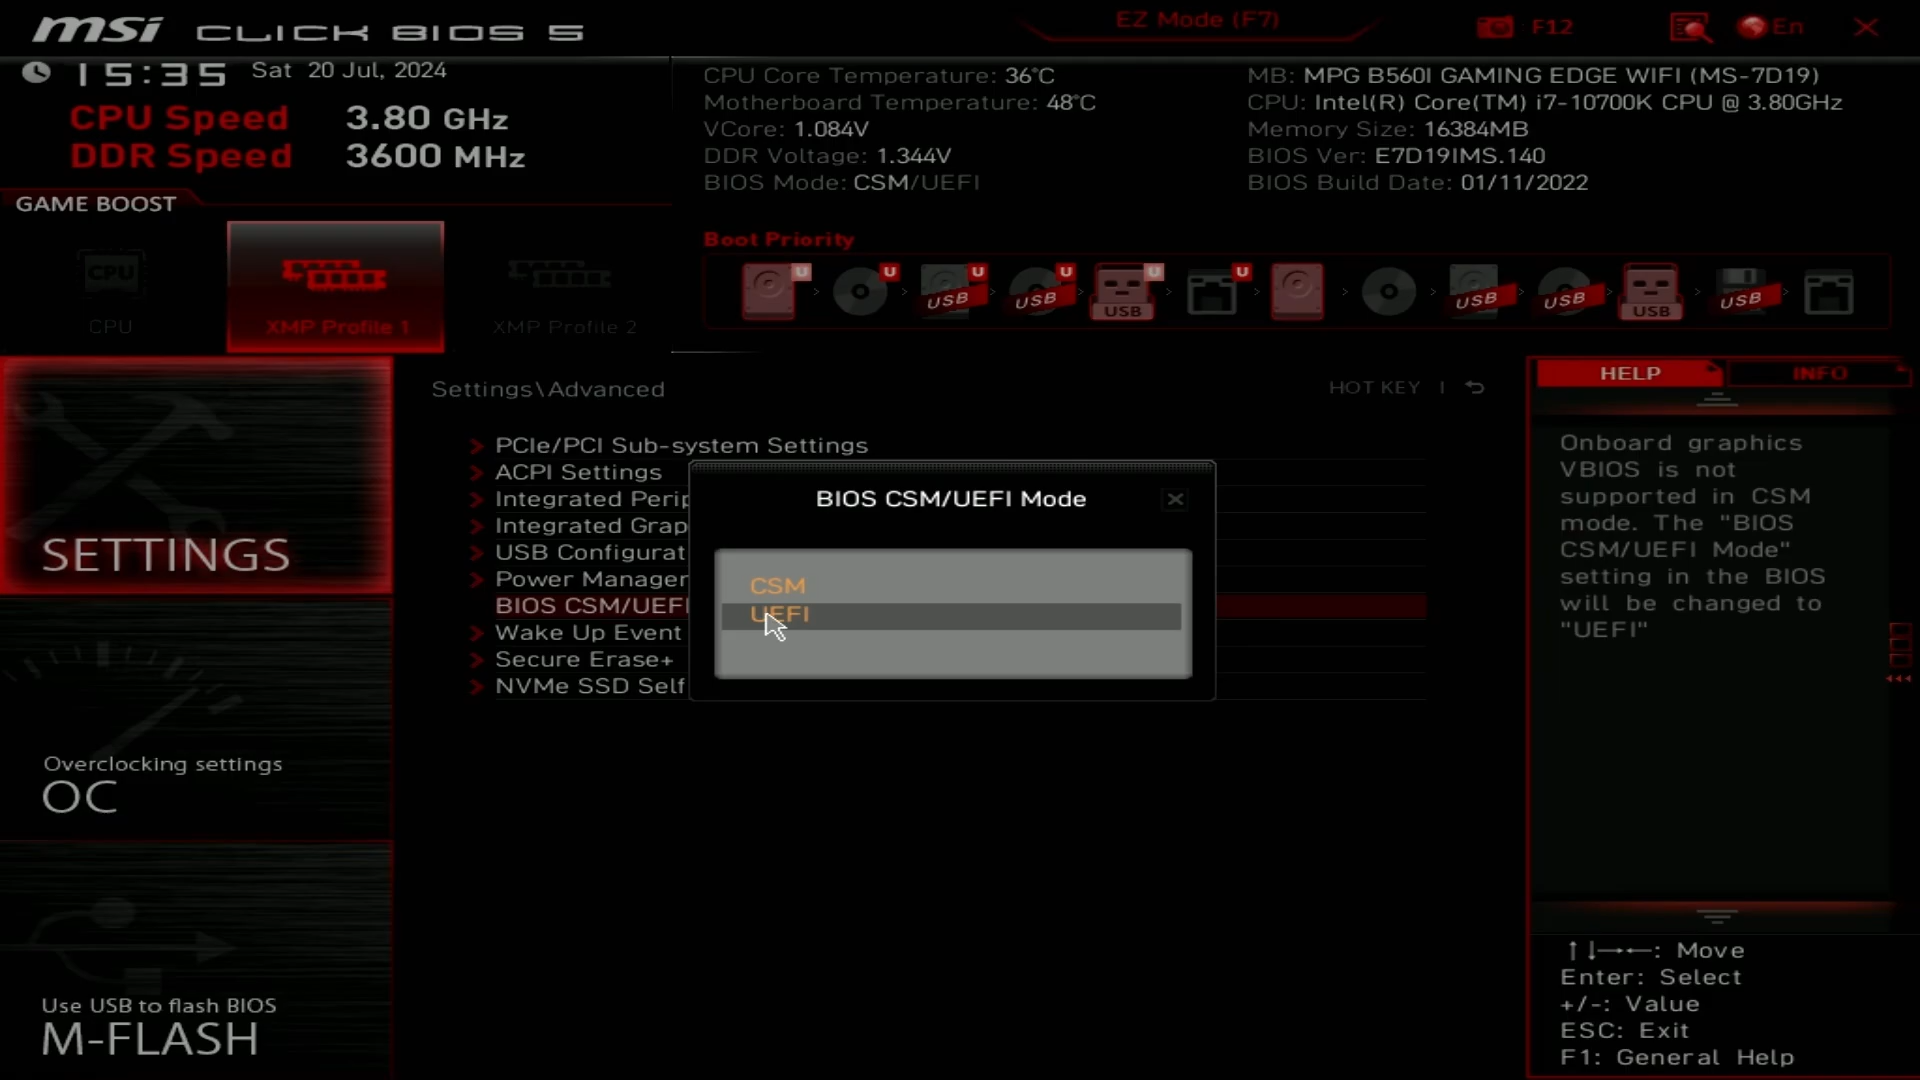 msi CLICK BIOS 5
EZ Mode (F7)
F12
En
15:35 Sat 20 Jul, 2024
CPU Speed 3.80 GHz
DDR Speed 3600 MHz
CPU Core Temperature: 36°C
Motherboard Temperature: 48°C
VCore: 1.084V
DDR Voltage: 1.344V
BIOS Mode: CSM/UEFI
MB: MPG B560I GAMING EDGE WIFI (MS-7D19)
CPU: Intel(R) Core(TM) i7-10700K CPU @ 3.80GHz
Memory Size: 16384MB
BIOS Ver: E7D19IMS.140
BIOS Build Date: 01/11/2022
GAME BOOST
CPU
CPU
XMP Profile 1
XMP Profile 2
Boot Priority
U U U U U U
USB USB USB USB USB USB USB
SETTINGS
Overclocking settings
OC
Use USB to flash BIOS
M-FLASH
Settings\Advanced
HOT KEY |
PCIe/PCI Sub-system Settings
ACPI Settings
Integrated Perip
Integrated Grap
USB Configurat
Power Manager
BIOS CSM/UEFI
Wake Up Event
Secure Erase+
NVMe SSD Self
BIOS CSM/UEFI Mode
CSM
UEFI
HELP
INFO
Onboard graphics
VBIOS is not
supported in CSM
mode. The "BIOS
CSM/UEFI Mode"
setting in the BIOS
will be changed to
"UEFI"
↑↓→←: Move
Enter: Select
+/-: Value
ESC: Exit
F1: General Help